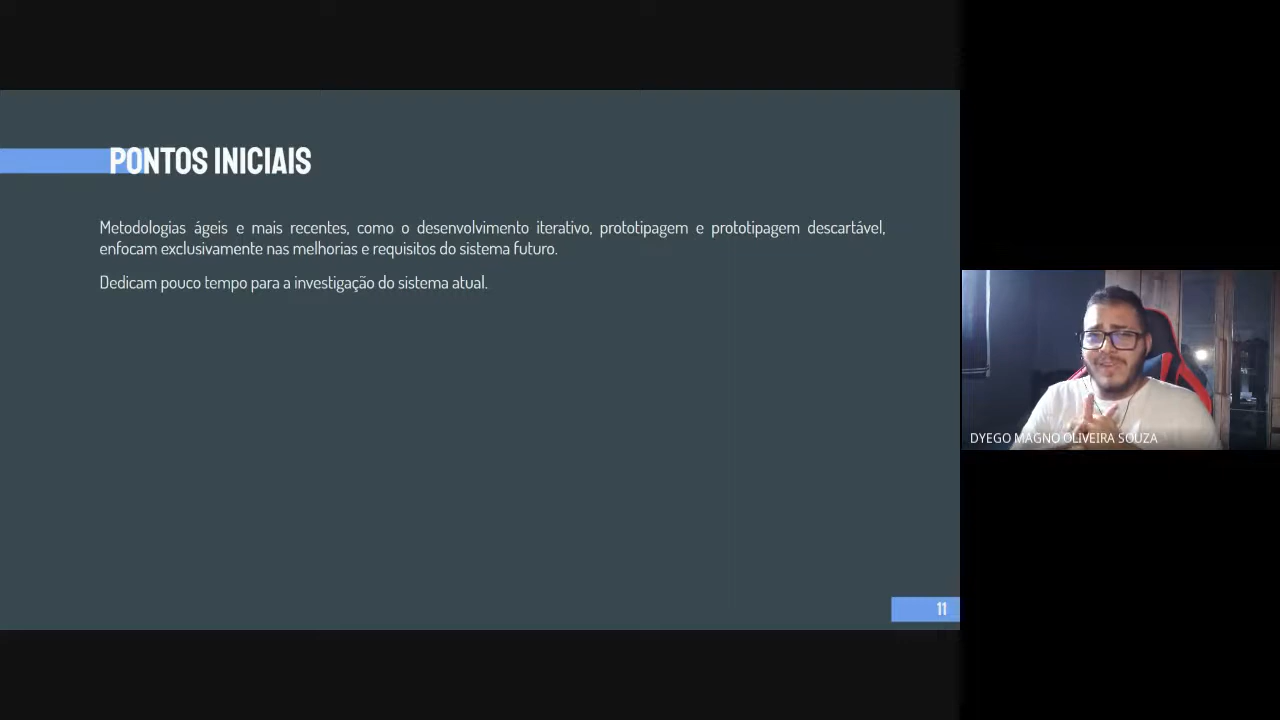 PONTOS INICIAIS
Metodologias ágeis e mais recentes, como o desenvolvimento iterativo, prototipagem e prototipagem descartável,
enfocam exclusivamente nas melhorias e requisitos do sistema futuro.
Dedicam pouco tempo para a investigação do sistema atual.
11
DYEGO MAGNO OLIVEIRA SOUZA